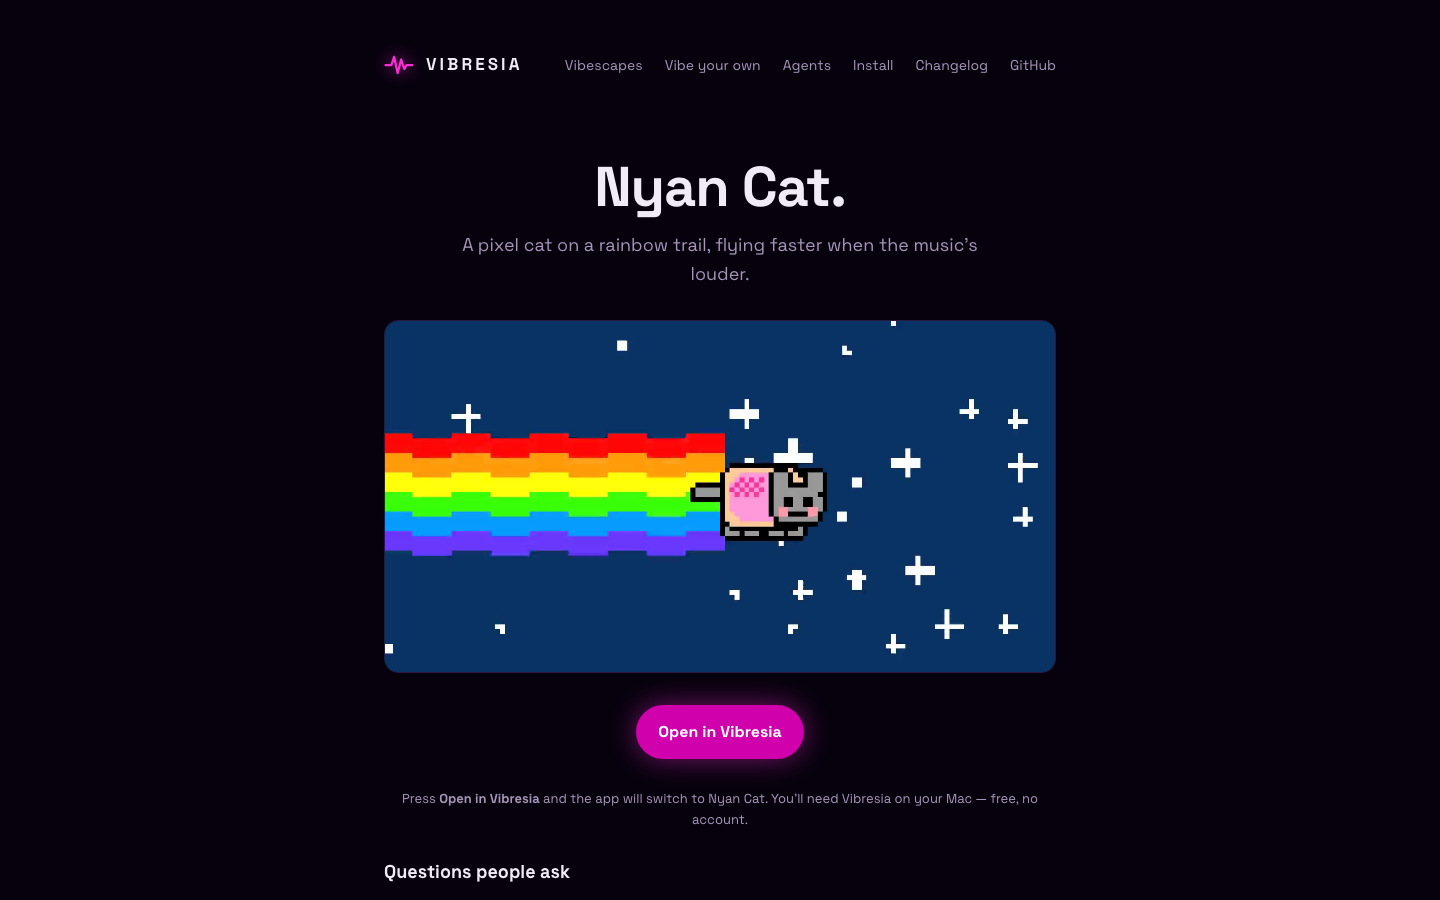 VIBRESIA
Vibescapes Vibe your own Agents Install Changelog GitHub
Nyan Cat.
A pixel cat on a rainbow trail, flying faster when the music’s
louder.
Open in Vibresia
Press Open in Vibresia and the app will switch to Nyan Cat. You’ll need Vibresia on your Mac — free, no
account.
Questions people ask